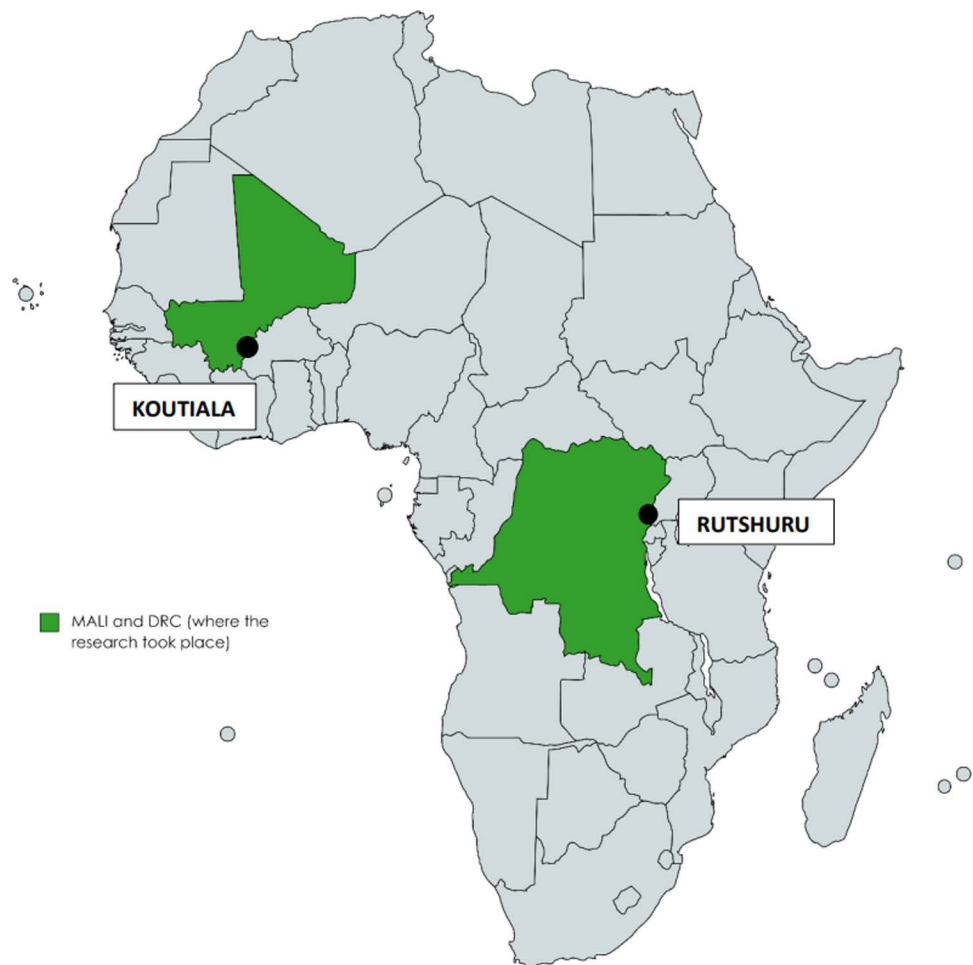 KOUTIALA
RUTSHURU
MALI and DRC (where the
research took place)